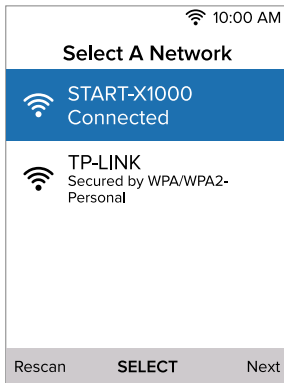 10:00 AM
Select A Network
START-X1000
Connected
TP-LINK
Secured by WPA/WPA2-
Personal
Rescan SELECT Next